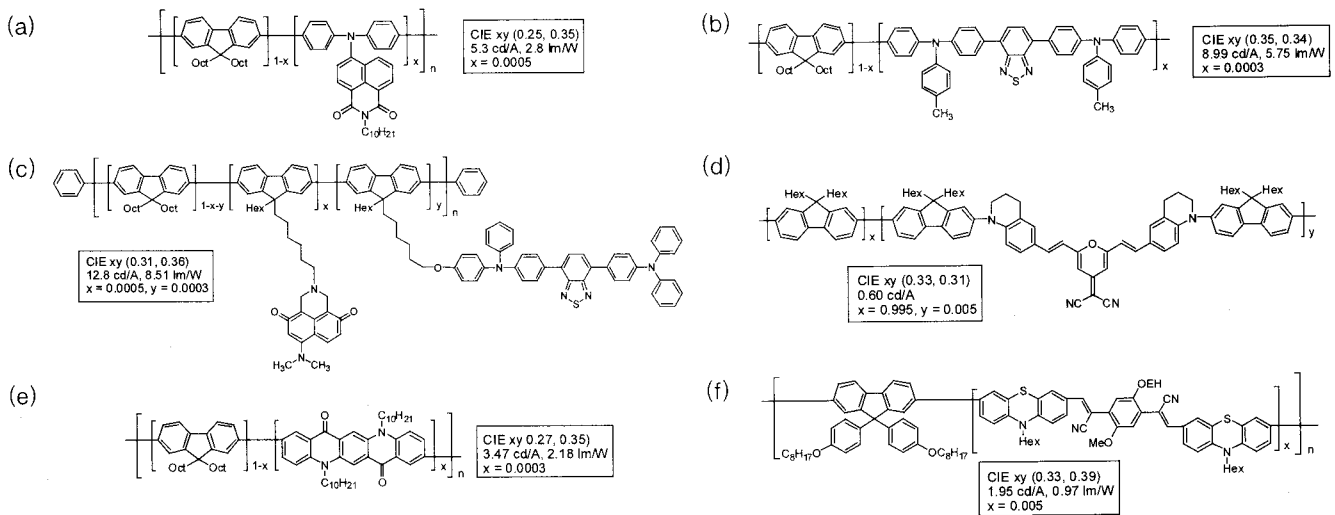 (a)
Oct Oct
1-x
N
O N O
C10H21
x
n
CIE xy (0.25, 0.35)
5.3 cd/A, 2.8 lm/W
x = 0.0005
(b)
Oct Oct
1-x
N
N S N
N
CH3
CH3
x
CIE xy (0.35, 0.34)
8.99 cd/A, 5.75 lm/W
x = 0.0003
(c)
Oct Oct
1-x-y
Hex
x
Hex
y
n
O
N
N S N
N
N
O
O
H3C N CH3
CIE xy (0.31, 0.36)
12.8 cd/A, 8.51 lm/W
x = 0.0005, y = 0.0003
(d)
Hex Hex
x
Hex Hex
N
O
N
Hex Hex
y
NC CN
CIE xy (0.33, 0.31)
0.60 cd/A
x = 0.995, y = 0.005
(e)
Oct Oct
1-x
O
C10H21
N
N
C10H21
O
x
n
CIE xy 0.27, 0.35)
3.47 cd/A, 2.18 lm/W
x = 0.0003
(f)
C8H17O
OC8H17
S
N
Hex
CN
OEH
MeO
CN
S
N
Hex
x
n
CIE xy (0.33, 0.39)
1.95 cd/A, 0.97 lm/W
x = 0.005